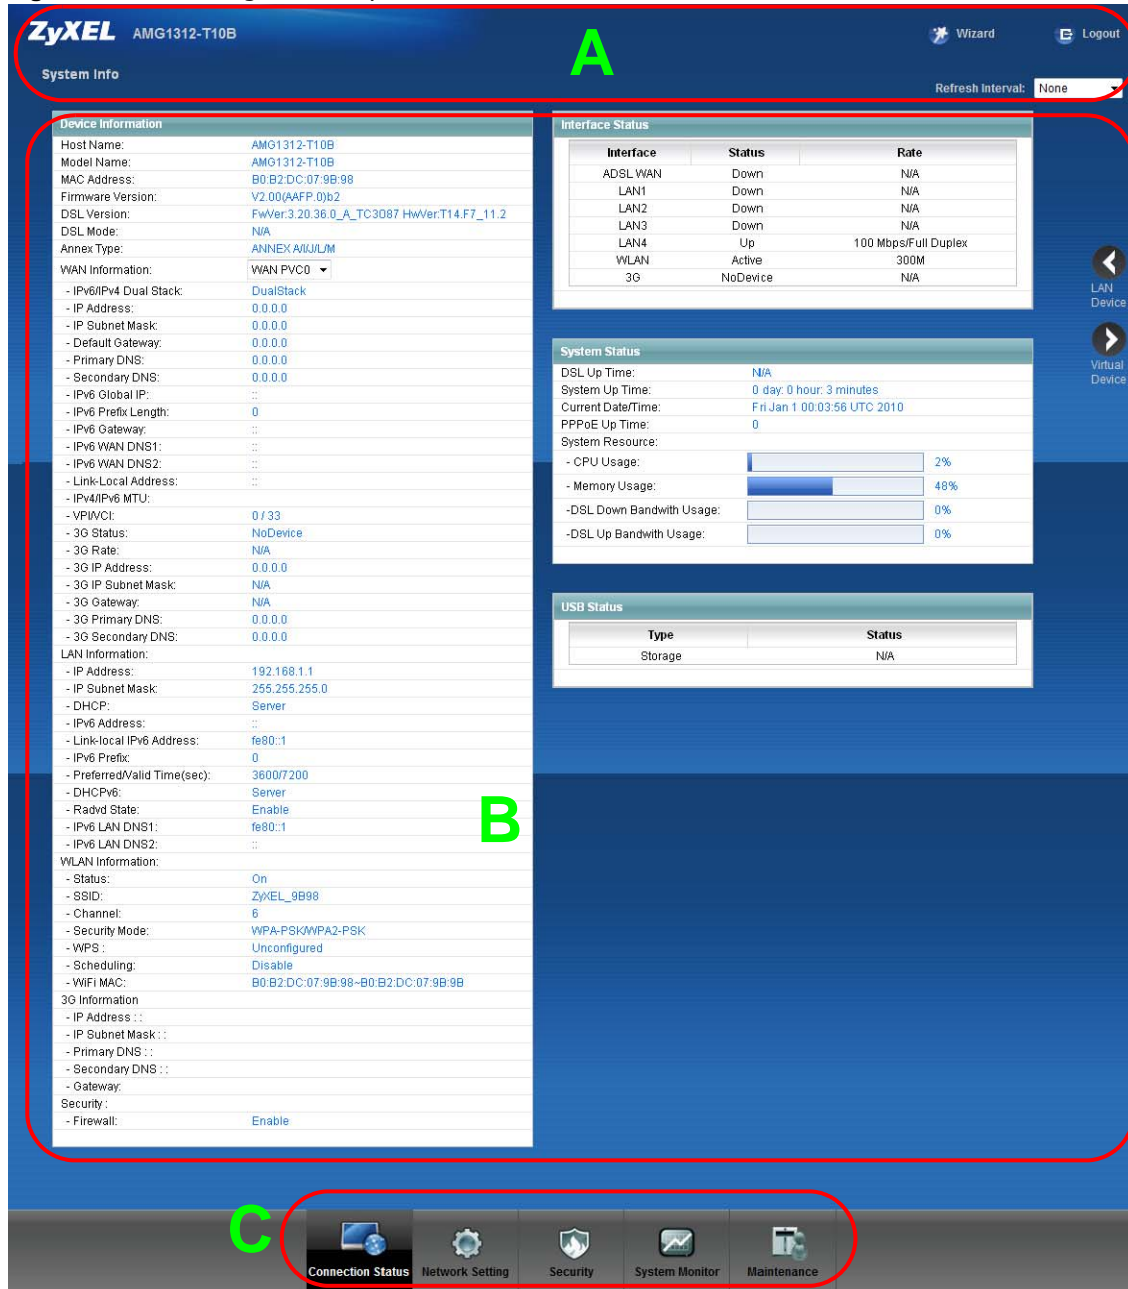 ZyXEL AMG1312-T10B
Wizard
Logout
A
System Info
Refresh Interval: None
Device Information
Host Name: AMG1312-T10B
Model Name: AMG1312-T10B
MAC Address: B0:B2:DC:07:9B:98
Firmware Version: V2.00(AAFP.0)b2
DSL Version: FwVer:3.20.36.0_A_TC3087 HwVer:T14.F7_11.2
DSL Mode: N/A
Annex Type: ANNEX A/I/J/L/M
WAN Information: WAN PVC0
- IPv6/IPv4 Dual Stack: DualStack
- IP Address: 0.0.0.0
- IP Subnet Mask: 0.0.0.0
- Default Gateway: 0.0.0.0
- Primary DNS: 0.0.0.0
- Secondary DNS: 0.0.0.0
- IPv6 Global IP: ::
- IPv6 Prefix Length: 0
- IPv6 Gateway: ::
- IPv6 WAN DNS1: ::
- IPv6 WAN DNS2: ::
- Link-Local Address: ::
- IPv4/IPv6 MTU:
- VPI/VCI: 0 / 33
- 3G Status: NoDevice
- 3G Rate: N/A
- 3G IP Address: 0.0.0.0
- 3G IP Subnet Mask: N/A
- 3G Gateway: N/A
- 3G Primary DNS: 0.0.0.0
- 3G Secondary DNS: 0.0.0.0
LAN Information:
- IP Address: 192.168.1.1
- IP Subnet Mask: 255.255.255.0
- DHCP: Server
- IPv6 Address: ::
- Link-local IPv6 Address: fe80::1
- IPv6 Prefix: 0
- Preferred/Valid Time(sec): 3600/7200
- DHCPv6: Server
- Radvd State: Enable
- IPv6 LAN DNS1: fe80::1
- IPv6 LAN DNS2: ::
WLAN Information:
- Status: On
- SSID: ZyXEL_9B98
- Channel: 6
- Security Mode: WPA-PSK/WPA2-PSK
- WPS : Unconfigured
- Scheduling: Disable
- WiFi MAC: B0:B2:DC:07:9B:98~B0:B2:DC:07:9B:9B
3G Information
- IP Address : :
- IP Subnet Mask : :
- Primary DNS : :
- Secondary DNS : :
- Gateway:
Security :
- Firewall: Enable
B
Interface Status
Interface Status Rate
ADSL WAN Down N/A
LAN1 Down N/A
LAN2 Down N/A
LAN3 Down N/A
LAN4 Up 100 Mbps/Full Duplex
WLAN Active 300M
3G NoDevice N/A
System Status
DSL Up Time: N/A
System Up Time: 0 day: 0 hour: 3 minutes
Current Date/Time: Fri Jan 1 00:03:56 UTC 2010
PPPoE Up Time: 0
System Resource:
- CPU Usage: 2%
- Memory Usage: 48%
-DSL Down Bandwith Usage: 0%
-DSL Up Bandwith Usage: 0%
USB Status
Type Status
Storage N/A
LAN
Device
Virtual
Device
C
Connection Status Network Setting Security System Monitor Maintenance